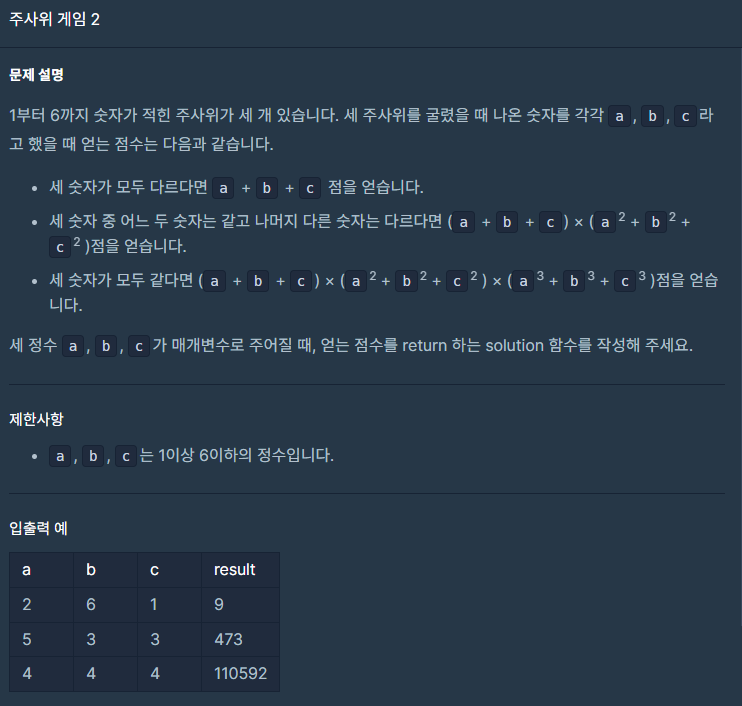 주사위 게임 2
문제 설명
1부터 6까지 숫자가 적힌 주사위가 세 개 있습니다. 세 주사위를 굴렸을 때 나온 숫자를 각각 a , b , c 라
고 했을 때 얻는 점수는 다음과 같습니다.
• 세 숫자가 모두 다르다면 a + b + c 점을 얻습니다.
• 세 숫자 중 어느 두 숫자는 같고 나머지 다른 숫자는 다르다면 ( a + b + c ) × ( a ² + b ² +
c ² )점을 얻습니다.
• 세 숫자가 모두 같다면 ( a + b + c ) × ( a ² + b ² + c ² ) × ( a ³ + b ³ + c ³ )점을 얻습
니다.
세 정수 a , b , c 가 매개변수로 주어질 때, 얻는 점수를 return 하는 solution 함수를 작성해 주세요.
제한사항
• a , b , c 는 1이상 6이하의 정수입니다.
입출력 예
a b c result
2 6 1 9
5 3 3 473
4 4 4 110592